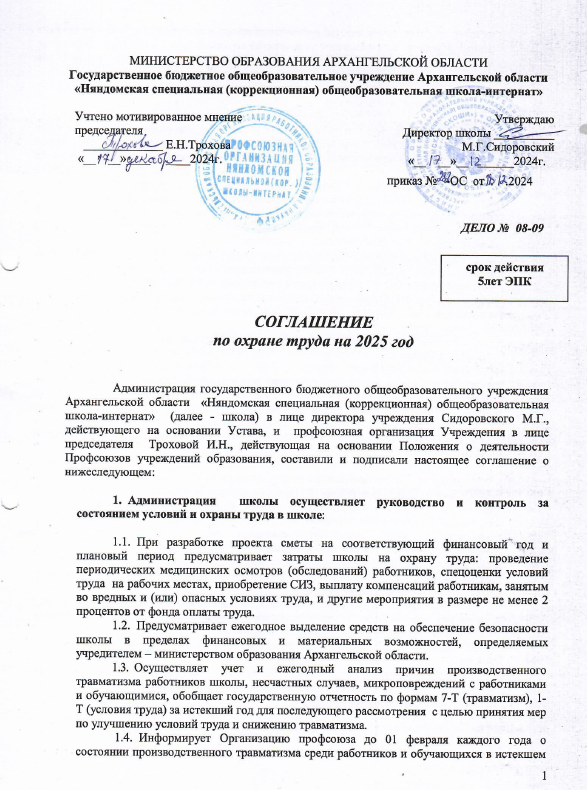 МИНИСТЕРСТВО ОБРАЗОВАНИЯ АРХАНГЕЛЬСКОЙ ОБЛАСТИ
Государственное бюджетное общеобразовательное учреждение Архангельской области
«Няндомская специальная (коррекционная) общеобразовательная школа-интернат»
Учтено мотивированное мнение
председателя
Трохова Е.Н.Трохова
«17» декабря 2024г.
ПРОФСОЮЗНАЯ
ОРГАНИЗАЦИЯ
НЯНДОМСКОЙ
СПЕЦИАЛЬНОЙ (КОР.
ШКОЛЫ-ИНТЕРНАТ
Утверждаю
Директор школы
М.Г.Сидоровский
« 17 » 12 2024г.
приказ № ОС от 12.2024
ДЕЛО № 08-09
срок действия
5лет ЭПК
СОГЛАШЕНИЕ
по охране труда на 2025 год
Администрация государственного бюджетного общеобразовательного учреждения
Архангельской области «Няндомская специальная (коррекционная) общеобразовательная
школа-интернат» (далее - школа) в лице директора учреждения Сидоровского М.Г.,
действующего на основании Устава, и профсоюзная организация Учреждения в лице
председателя Троховой И.Н., действующая на основании Положения о деятельности
Профсоюзов учреждений образования, составили и подписали настоящее соглашение о
нижеследующем:
1. Администрация школы осуществляет руководство и контроль за
состоянием условий и охраны труда в школе:
1.1. При разработке проекта сметы на соответствующий финансовый год и
плановый период предусматривает затраты школы на охрану труда: проведение
периодических медицинских осмотров (обследований) работников, спецоценки условий
труда на рабочих местах, приобретение СИЗ, выплату компенсаций работникам, занятым
во вредных и (или) опасных условиях труда, и другие мероприятия в размере не менее 2
процентов от фонда оплаты труда.
1.2. Предусматривает ежегодное выделение средств на обеспечение безопасности
школы в пределах финансовых и материальных возможностей, определяемых
учредителем – министерством образования Архангельской области.
1.3. Осуществляет учет и ежегодный анализ причин производственного
травматизма работников школы, несчастных случаев, микроповреждений с работниками
и обучающимися, обобщает государственную отчетность по формам 7-Т (травматизм), 1-
Т (условия труда) за истекший год для последующего рассмотрения с целью принятия мер
по улучшению условий труда и снижению травматизма.
1.4. Информирует Организацию профсоюза до 01 февраля каждого года о
состоянии производственного травматизма среди работников и обучающихся в истекшем
1